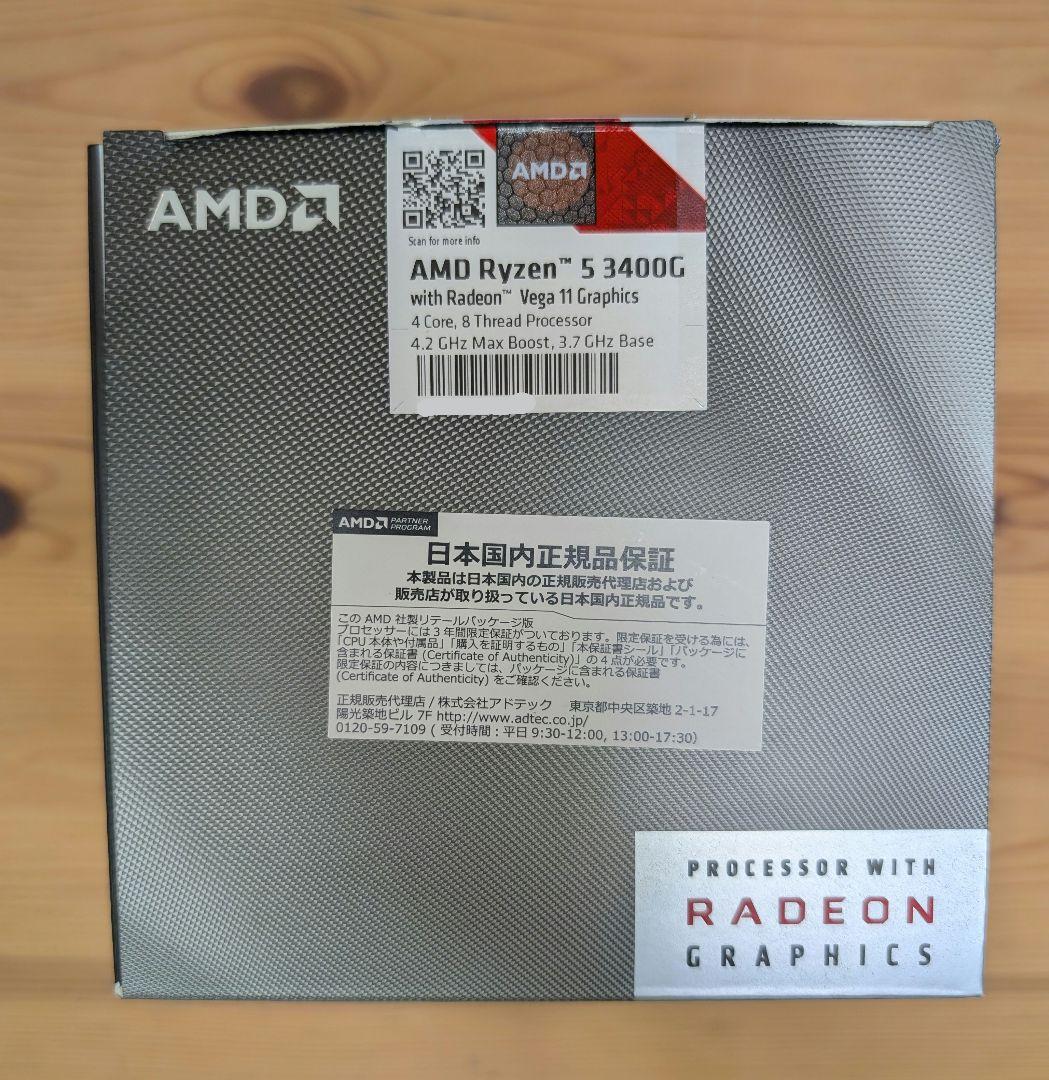 AMD
AMD
Scan for more info
AMD Ryzen™ 5 3400G
with Radeon™ Vega 11 Graphics
4 Core, 8 Thread Processor
4.2 GHz Max Boost, 3.7 GHz Base
AMD PARTNER PROGRAM
日本国内正規品保証
本製品は日本国内の正規販売代理店および
販売店が取り扱っている日本国内正規品です。
この AMD 社製リテールパッケージ版
プロセッサーには 3 年間限定保証がついております。限定保証を受ける為には、
「CPU 本体や付属品」「購入を証明するもの」「本保証書シール」「パッケージに
含まれる保証書 (Certificate of Authenticity)」の 4 点が必要です。
限定保証の内容につきましては、パッケージに含まれる保証書
(Certificate of Authenticity) をご確認ください。
正規販売代理店 / 株式会社アドテック 東京都中央区築地 2-1-17
陽光築地ビル 7F http://www.adtec.co.jp/
0120-59-7109 ( 受付時間：平日 9:30-12:00, 13:00-17:30)
PROCESSOR WITH
RADEON
GRAPHICS